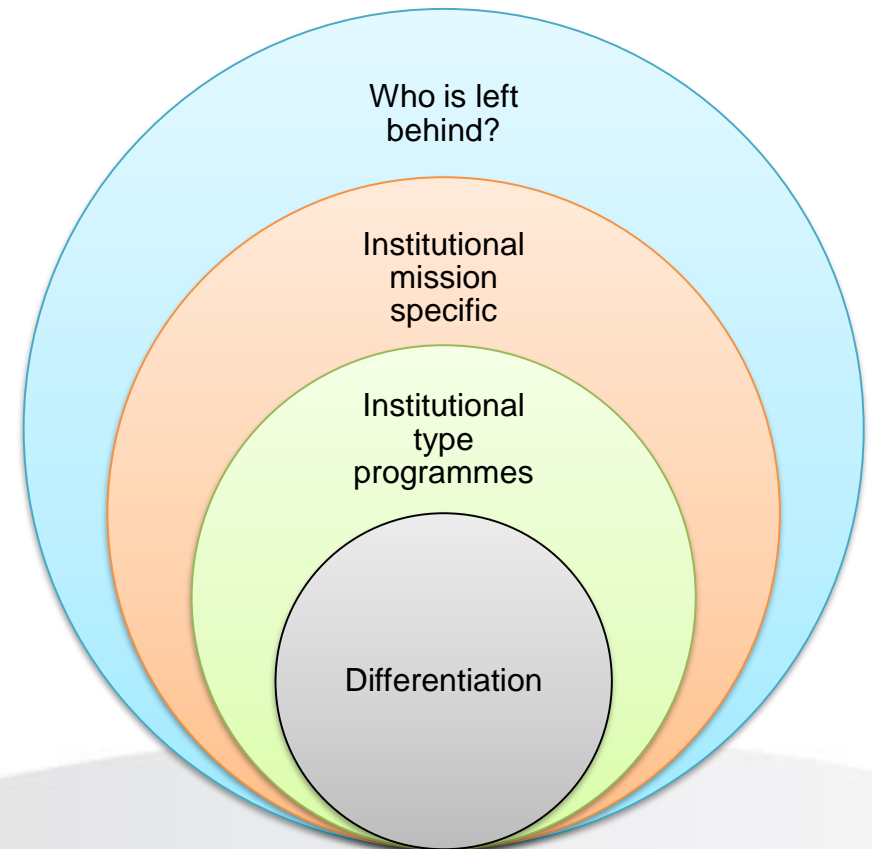 Who is left
behind?
Institutional
mission
specific
Institutional
type
programmes
Differentiation